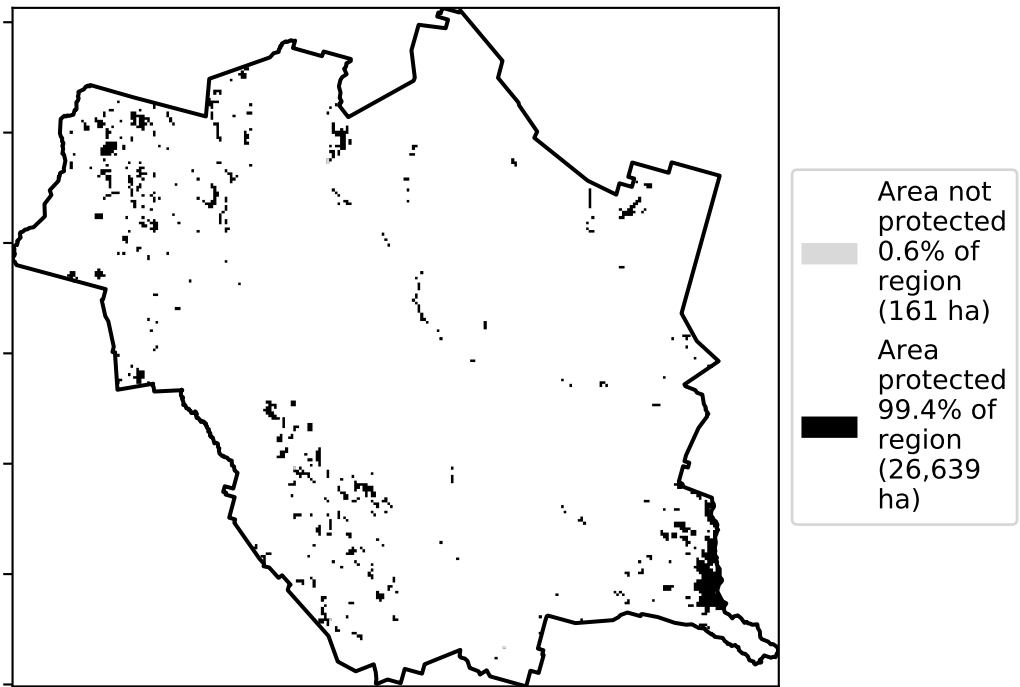 Area not
protected
0.6% of
region
(161 ha)
Area
protected
99.4% of
region
(26,639
ha)